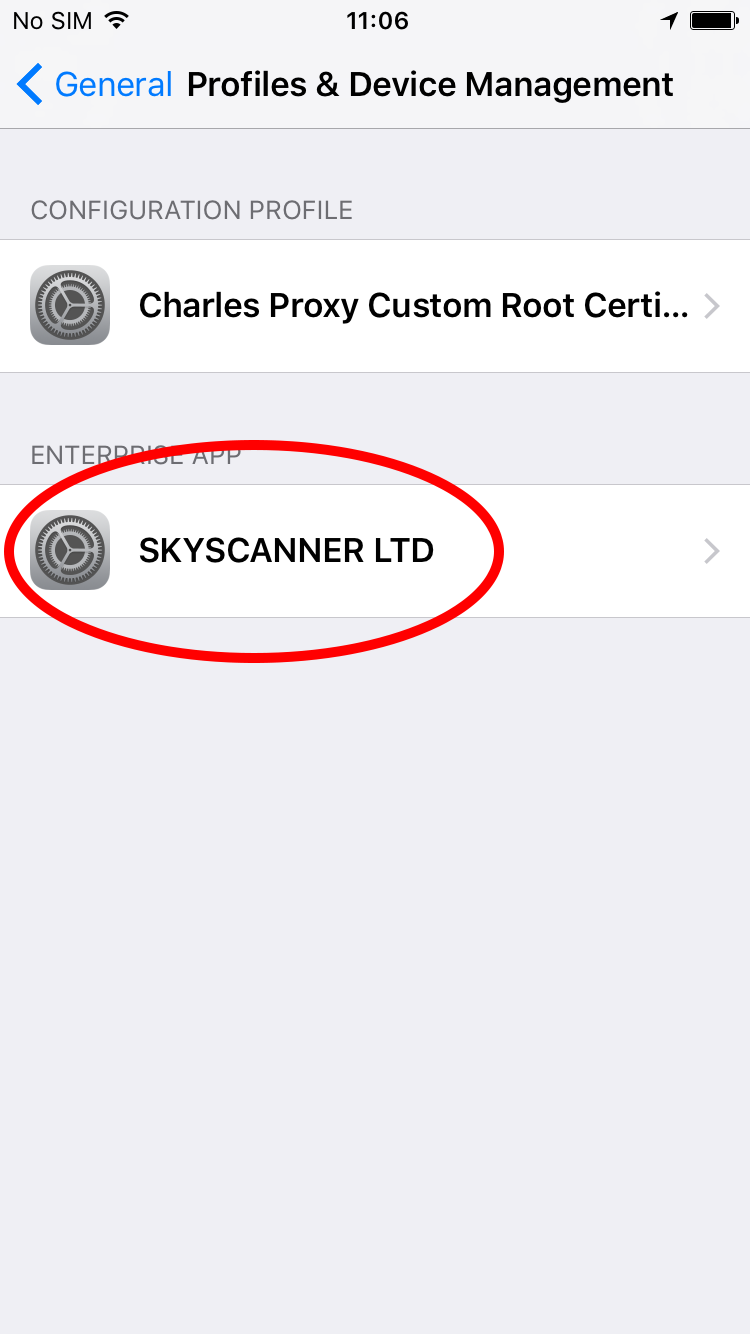 No SIM 11:06
General Profiles & Device Management
CONFIGURATION PROFILE
Charles Proxy Custom Root Certi...
ENTERPRISE APP
SKYSCANNER LTD